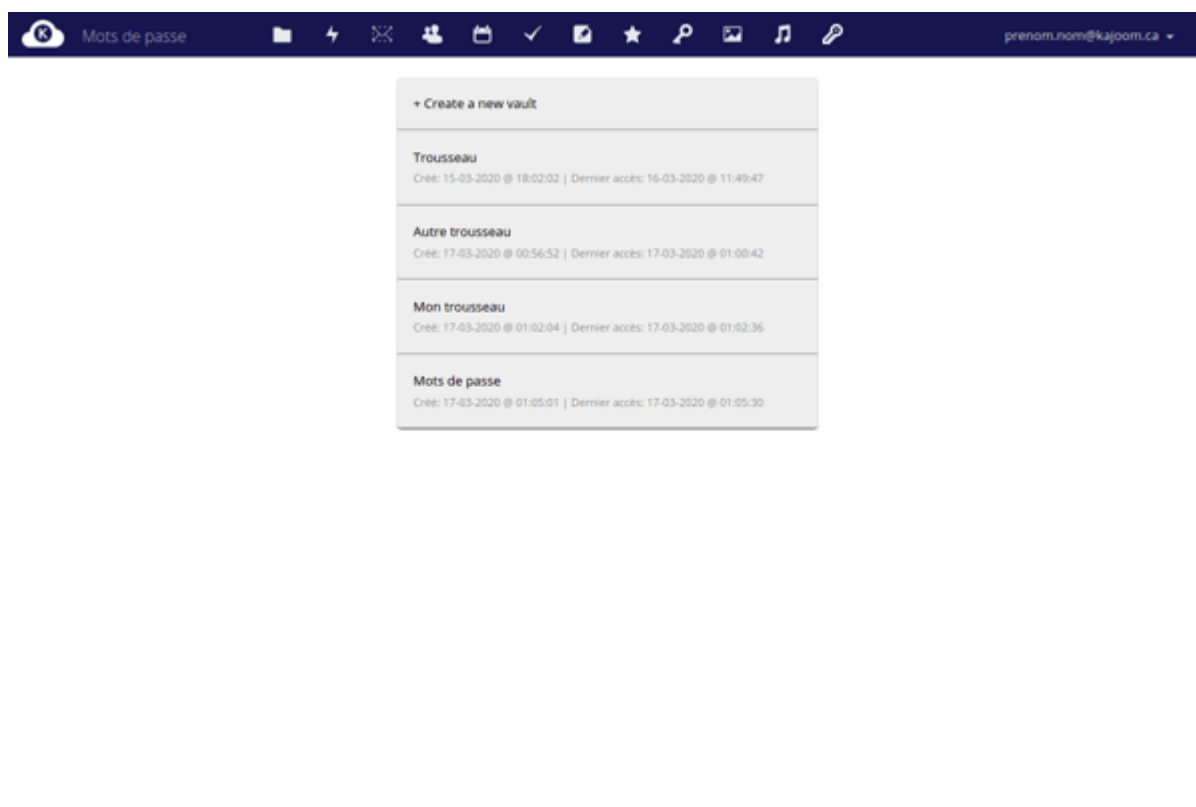 K Mots de passe prenom.nom@kajoom.ca
+ Create a new vault
Trousseau
Créé: 15-03-2020 @ 18:02:02 | Dernier accès: 16-03-2020 @ 11:49:47
Autre trousseau
Créé: 17-03-2020 @ 00:56:52 | Dernier accès: 17-03-2020 @ 01:00:42
Mon trousseau
Créé: 17-03-2020 @ 01:02:04 | Dernier accès: 17-03-2020 @ 01:02:36
Mots de passe
Créé: 17-03-2020 @ 01:05:01 | Dernier accès: 17-03-2020 @ 01:05:30